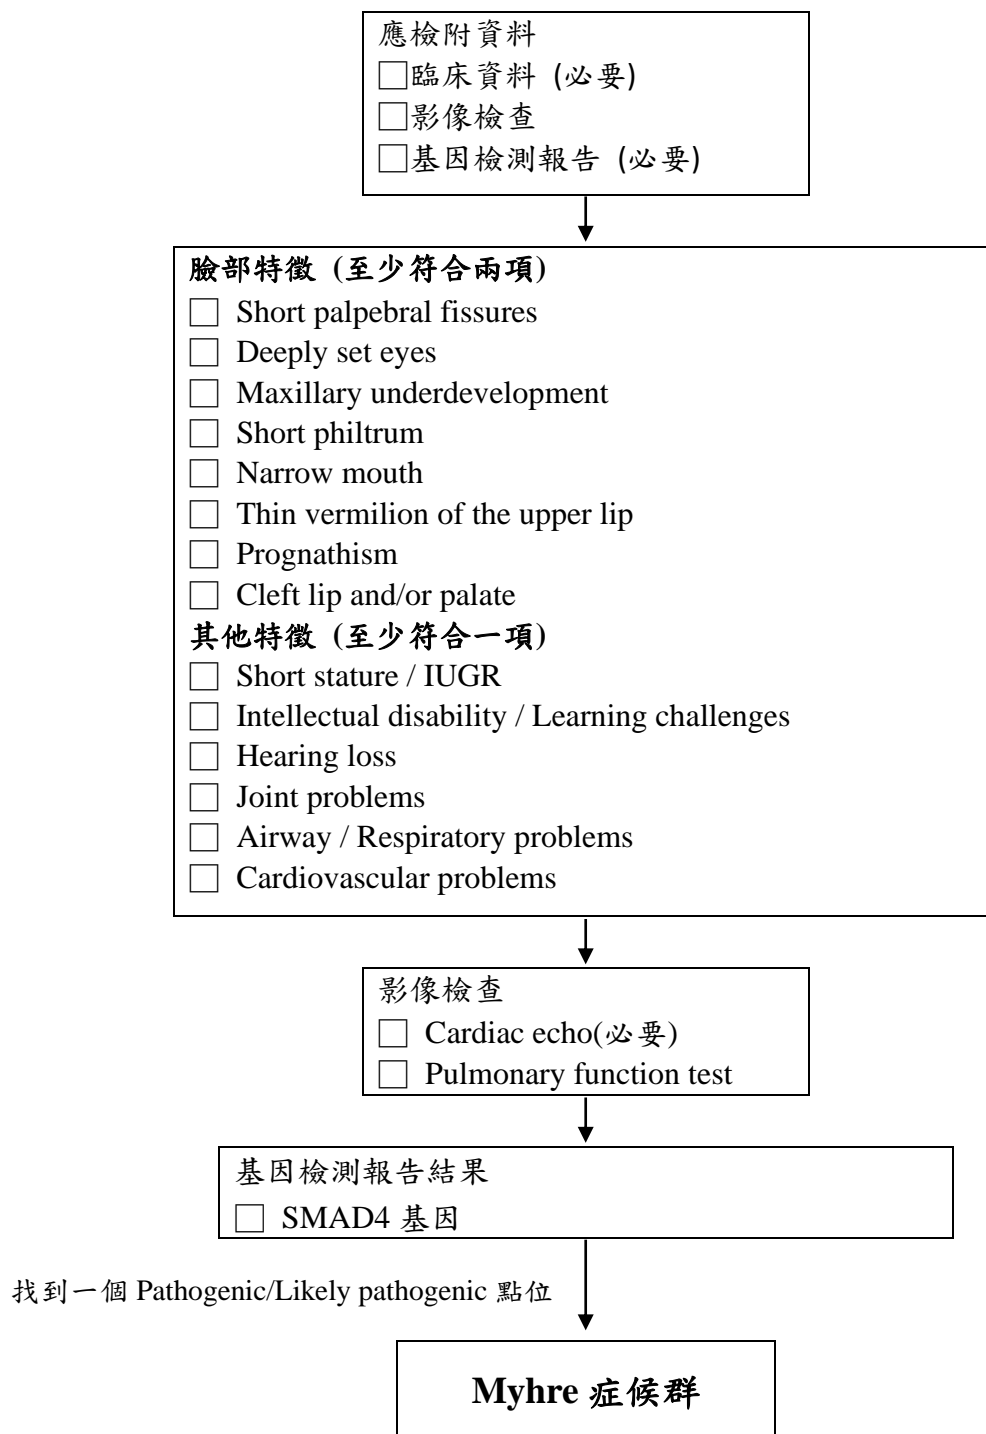 應檢附資料
□臨床資料 (必要)
□影像檢查
□基因檢測報告 (必要)
臉部特徵 (至少符合兩項)
□ Short palpebral fissures
□ Deeply set eyes
□ Maxillary underdevelopment
□ Short philtrum
□ Narrow mouth
□ Thin vermilion of the upper lip
□ Prognathism
□ Cleft lip and/or palate
其他特徵 (至少符合一項)
□ Short stature / IUGR
□ Intellectual disability / Learning challenges
□ Hearing loss
□ Joint problems
□ Airway / Respiratory problems
□ Cardiovascular problems
影像檢查
□ Cardiac echo(必要)
□ Pulmonary function test
基因檢測報告結果
□ SMAD4 基因
找到一個 Pathogenic/Likely pathogenic 點位
Myhre 症候群